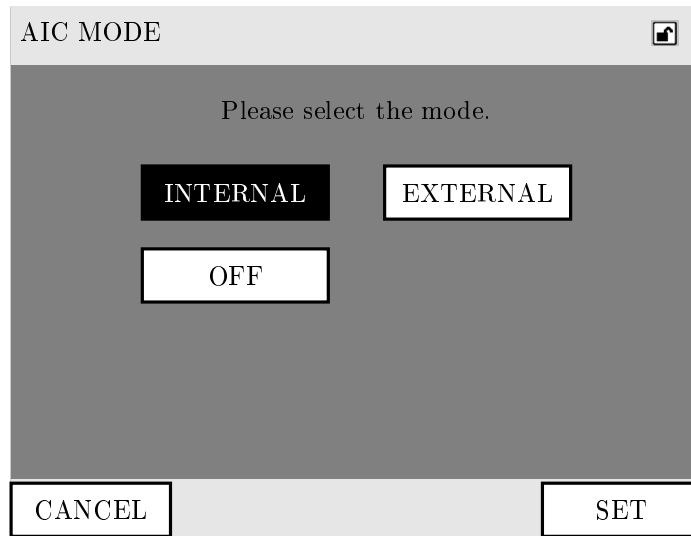 AIC MODE
Please select the mode.
INTERNAL EXTERNAL
OFF
CANCEL SET